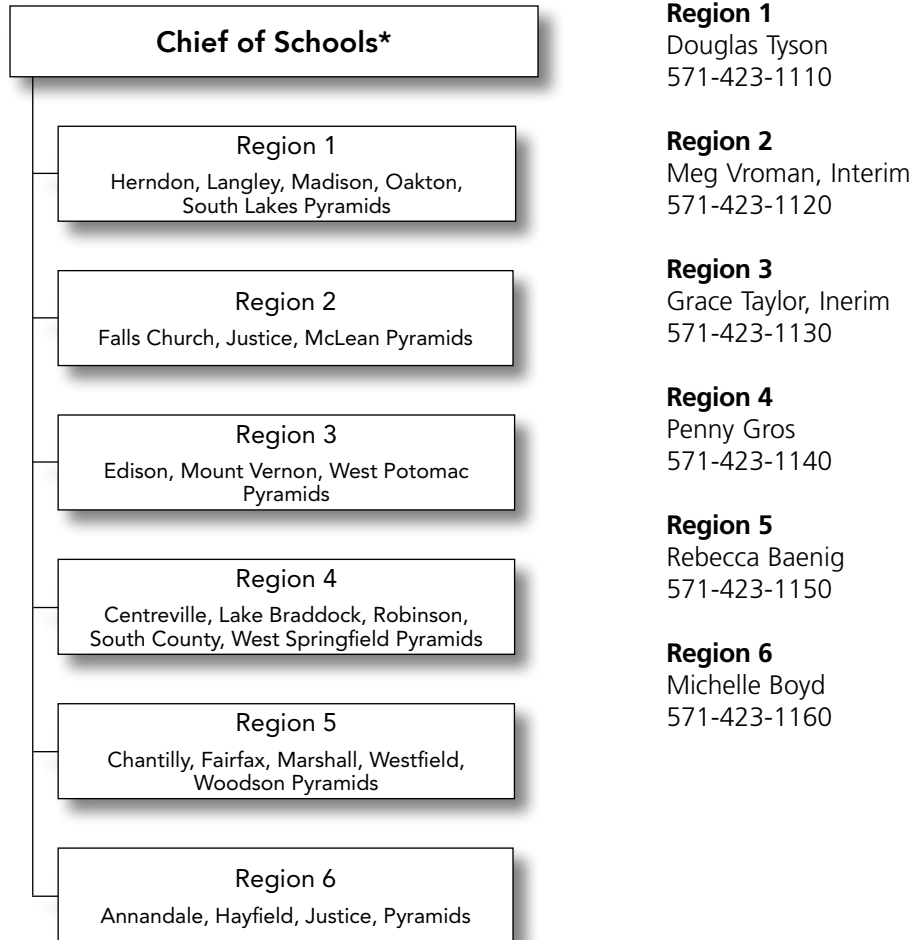 Chief of Schools*
Region 1
Herndon, Langley, Madison, Oakton,
South Lakes Pyramids
Region 2
Falls Church, Justice, McLean Pyramids
Region 3
Edison, Mount Vernon, West Potomac
Pyramids
Region 4
Centreville, Lake Braddock, Robinson,
South County, West Springfield Pyramids
Region 5
Chantilly, Fairfax, Marshall, Westfield,
Woodson Pyramids
Region 6
Annandale, Hayfield, Justice, Pyramids
Region 1
Douglas Tyson
571-423-1110
Region 2
Meg Vroman, Interim
571-423-1120
Region 3
Grace Taylor, Inerim
571-423-1130
Region 4
Penny Gros
571-423-1140
Region 5
Rebecca Baenig
571-423-1150
Region 6
Michelle Boyd
571-423-1160